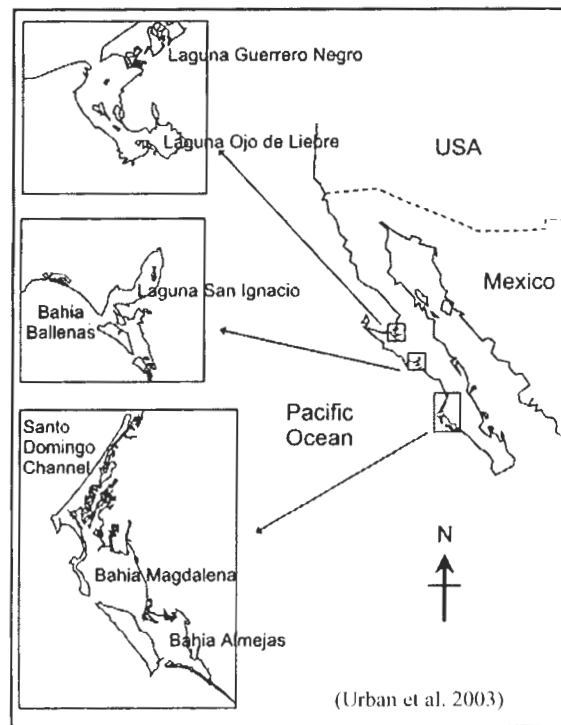 Laguna Guerrero Negro
Laguna Ojo de Liebre
USA
Mexico
Laguna San Ignacio
Bahia
Ballenas
Pacific
Ocean
Santo
Domingo
Channel
N
Bahia Magdalena
Bahia Almejas
(Urban et al. 2003)